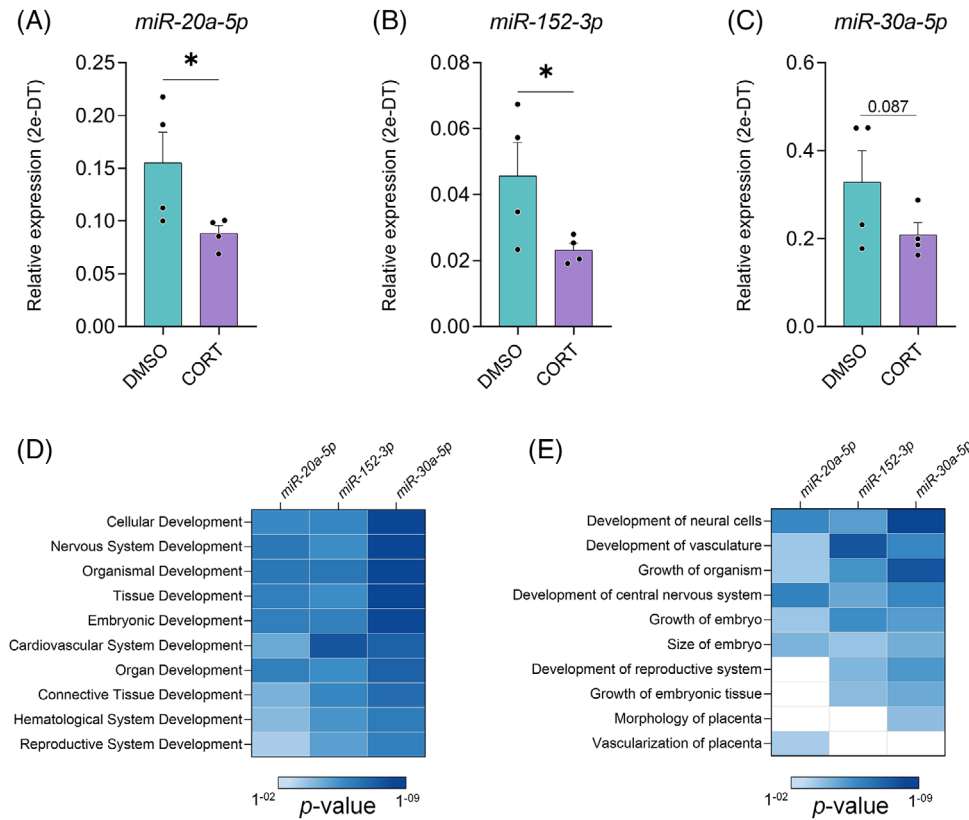 (A)
miR-20a-5p
Relative expression (2e-DT)
0.25
0.20
0.15
0.10
0.05
0.00
*
DMSO
CORT
(B)
miR-152-3p
Relative expression (2e-DT)
0.08
0.06
0.04
0.02
0.00
*
DMSO
CORT
(C)
miR-30a-5p
Relative expression (2e-DT)
0.6
0.4
0.2
0.0
0.087
DMSO
CORT
(D)
miR-20a-5p
miR-152-3p
miR-30a-5p
Cellular Development
Nervous System Development
Organismal Development
Tissue Development
Embryonic Development
Cardiovascular System Development
Organ Development
Connective Tissue Development
Hematological System Development
Reproductive System Development
1-02
1-09
p-value
(E)
miR-20a-5p
miR-152-3p
miR-30a-5p
Development of neural cells
Development of vasculature
Growth of organism
Development of central nervous system
Growth of embryo
Size of embryo
Development of reproductive system
Growth of embryonic tissue
Morphology of placenta
Vascularization of placenta
1-02
1-09
p-value